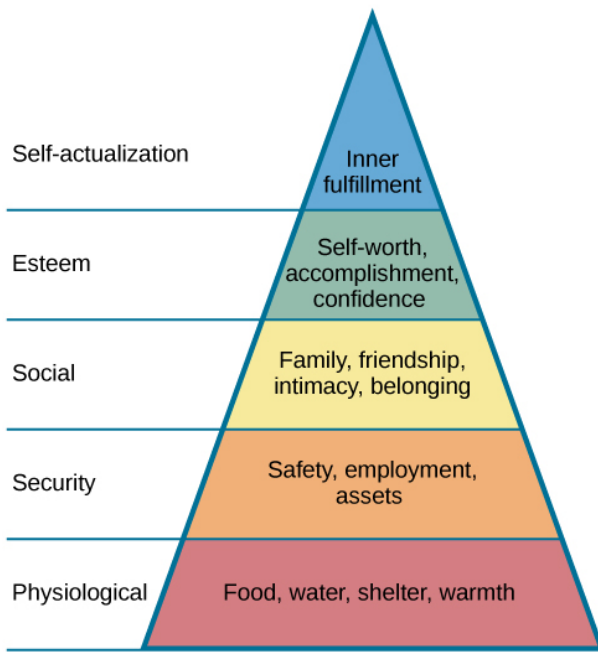 Self-actualization
Inner
fulfillment
Esteem
Self-worth,
accomplishment,
confidence
Social
Family, friendship,
intimacy, belonging
Security
Safety, employment,
assets
Physiological
Food, water, shelter, warmth